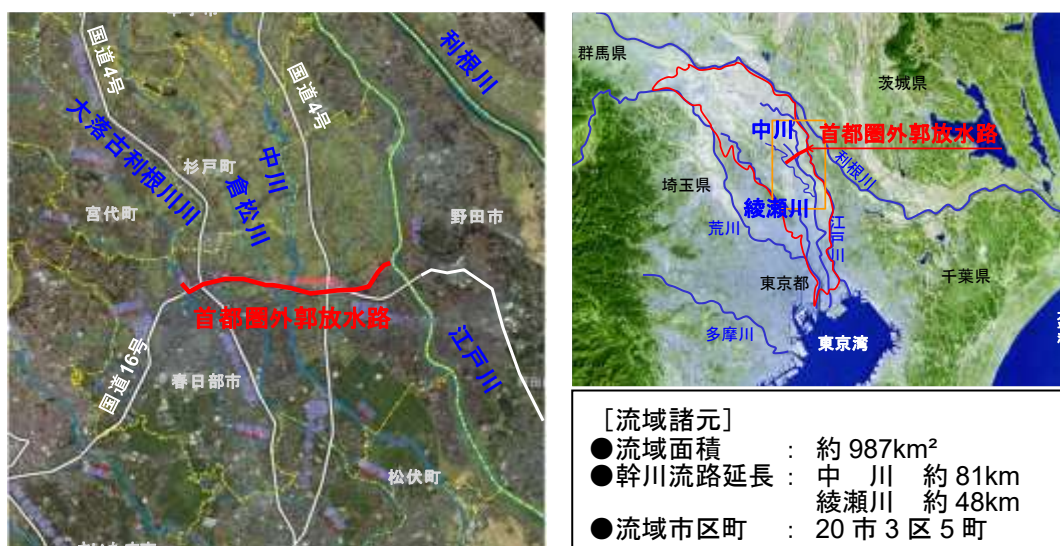 国道4号
大落古利根川
杉戸町
宮代町
中川
倉松川
国道4号
利根川
野田市
首都圏外郭放水路
国道16号
春日部市
江戸川
松伏町
群馬県
茨城県
中川
首都圏外郭放水路
利根川
埼玉県
綾瀬川
荒川
江戸川
東京都
千葉県
多摩川
東京湾
[流域諸元]
●流域面積 : 約 987km²
●幹川流路延長 : 中 川 約 81km
綾瀬川 約 48km
●流域市区町 : 20 市 3 区 5 町